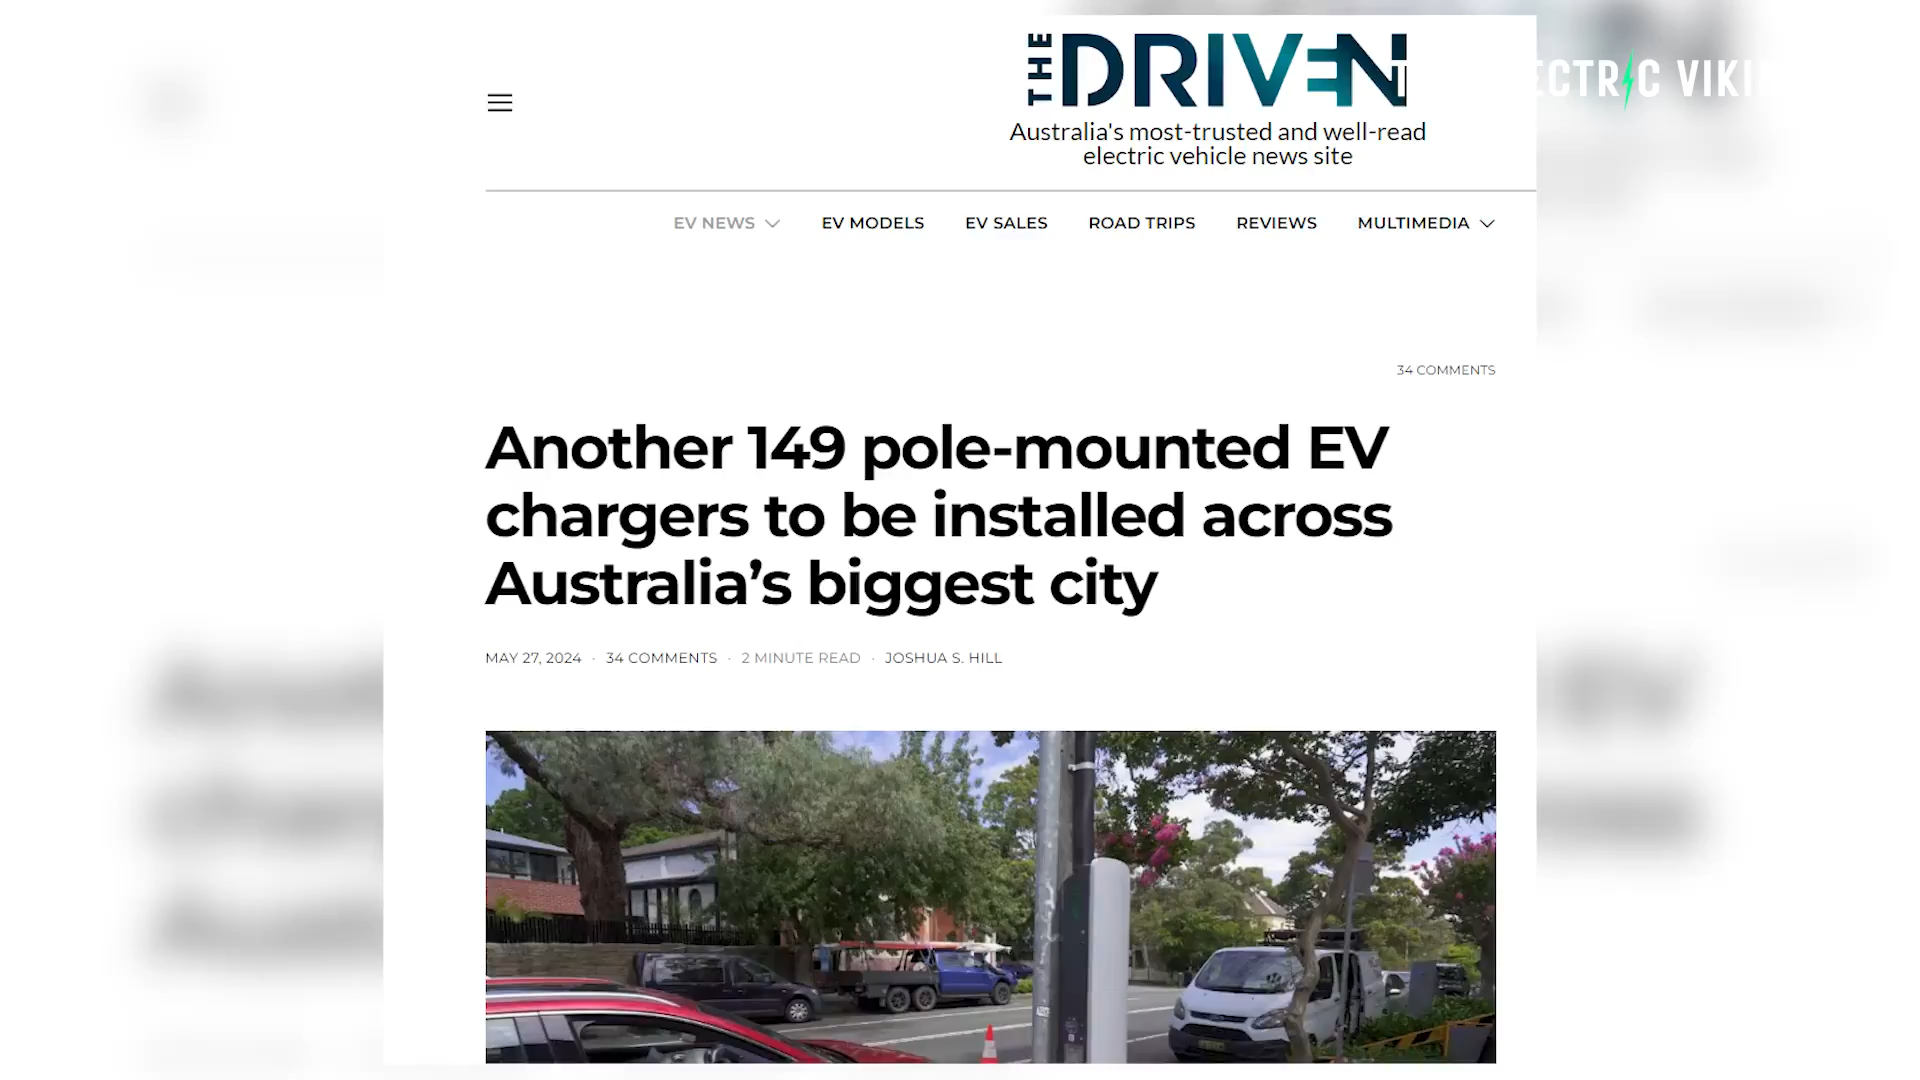 THE DRIVEN
ECTRIC VIKI
Australia's most-trusted and well-read
electric vehicle news site
EV NEWS
EV MODELS
EV SALES
ROAD TRIPS
REVIEWS
MULTIMEDIA
34 COMMENTS
Another 149 pole-mounted EV
chargers to be installed across
Australia’s biggest city
MAY 27, 2024 · 34 COMMENTS · 2 MINUTE READ · JOSHUA S. HILL